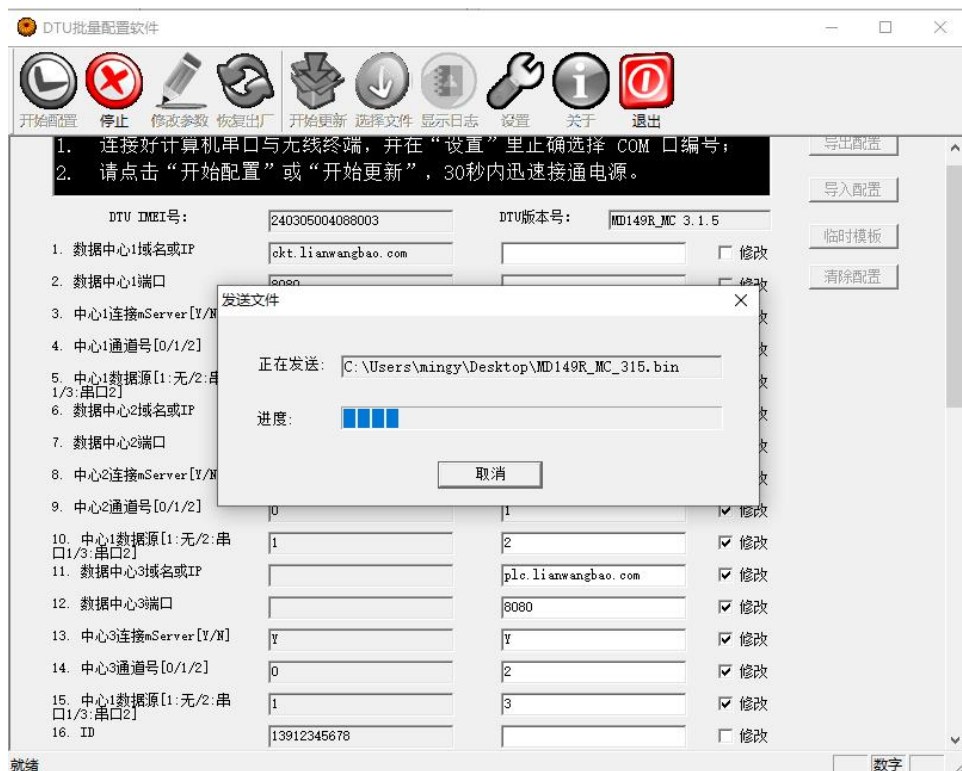 DTU批量配置软件
开始配置 停止 修改参数 恢复出厂 开始更新 选择文件 显示日志 设置 关于 退出
1. 连接好计算机串口与无线终端，并在“设置”里正确选择 COM 口编号；
2. 请点击“开始配置”或“开始更新”，30秒内迅速接通电源。
导出配置
导入配置
临时模板
清除配置
DTU IMEI号： 240305004088003 DTU版本号： MD149R_MC 3.1.5
1. 数据中心1域名或IP ckt.lianwangbao.com 修改
2. 数据中心1端口 8080 修改
发送文件
3. 中心1连接mServer[Y/N
4. 中心1通道号[0/1/2]
正在发送： C:\Users\mingy\Desktop\MD149R_MC_315.bin
5. 中心1数据源[1:无/2:串
1/3:串口2]
6. 数据中心2域名或IP
进度：
7. 数据中心2端口
8. 中心2连接mServer[Y/N
取消
9. 中心2通道号[0/1/2] 0 1 修改
10. 中心1数据源[1:无/2:串
口1/3:串口2] 1 2 修改
11. 数据中心3域名或IP plc.lianwangbao.com 修改
12. 数据中心3端口 8080 修改
13. 中心3连接mServer[Y/N] Y Y 修改
14. 中心3通道号[0/1/2] 0 2 修改
15. 中心1数据源[1:无/2:串
口1/3:串口2] 1 3 修改
16. ID 13912345678 修改
就绪 数字